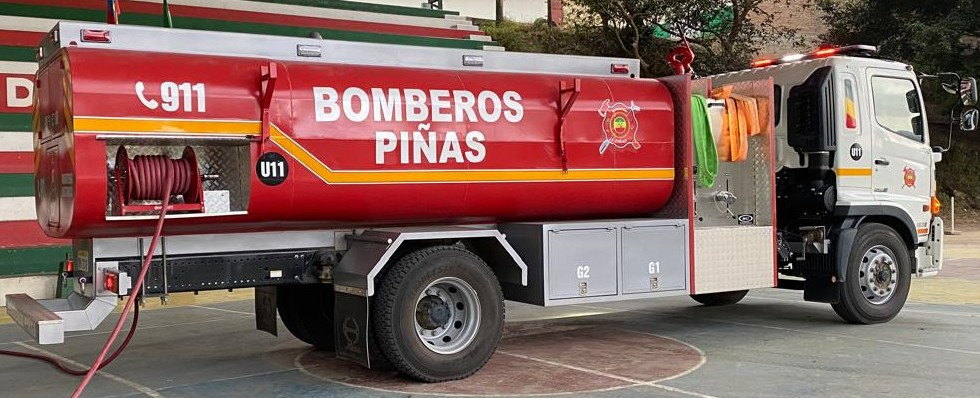 D
911
BOMBEROS
PIÑAS
U11
U11
G2
G1